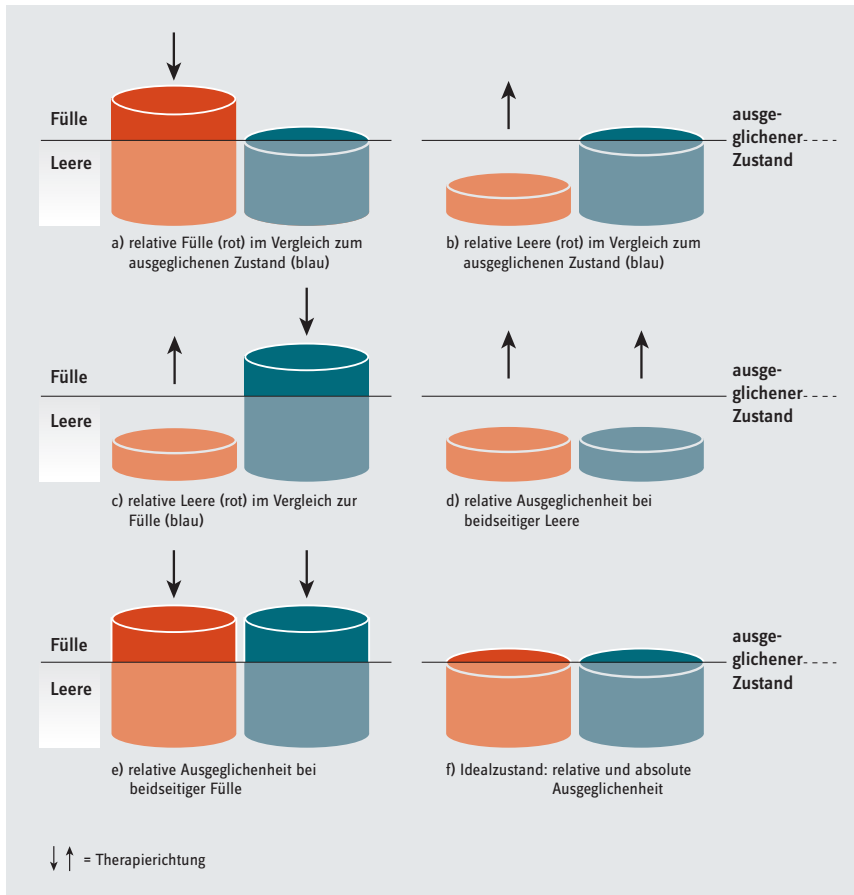 Fülle
Leere
ausge-
glichener
Zustand
a) relative Fülle (rot) im Vergleich zum
ausgeglichenen Zustand (blau)
b) relative Leere (rot) im Vergleich zum
ausgeglichenen Zustand (blau)
Fülle
Leere
ausge-
glichener
Zustand
c) relative Leere (rot) im Vergleich zur
Fülle (blau)
d) relative Ausgeglichenheit bei
beidseitiger Leere
Fülle
Leere
ausge-
glichener
Zustand
e) relative Ausgeglichenheit bei
beidseitiger Fülle
f) Idealzustand: relative und absolute
Ausgeglichenheit
↓ ↑ = Therapierichtung